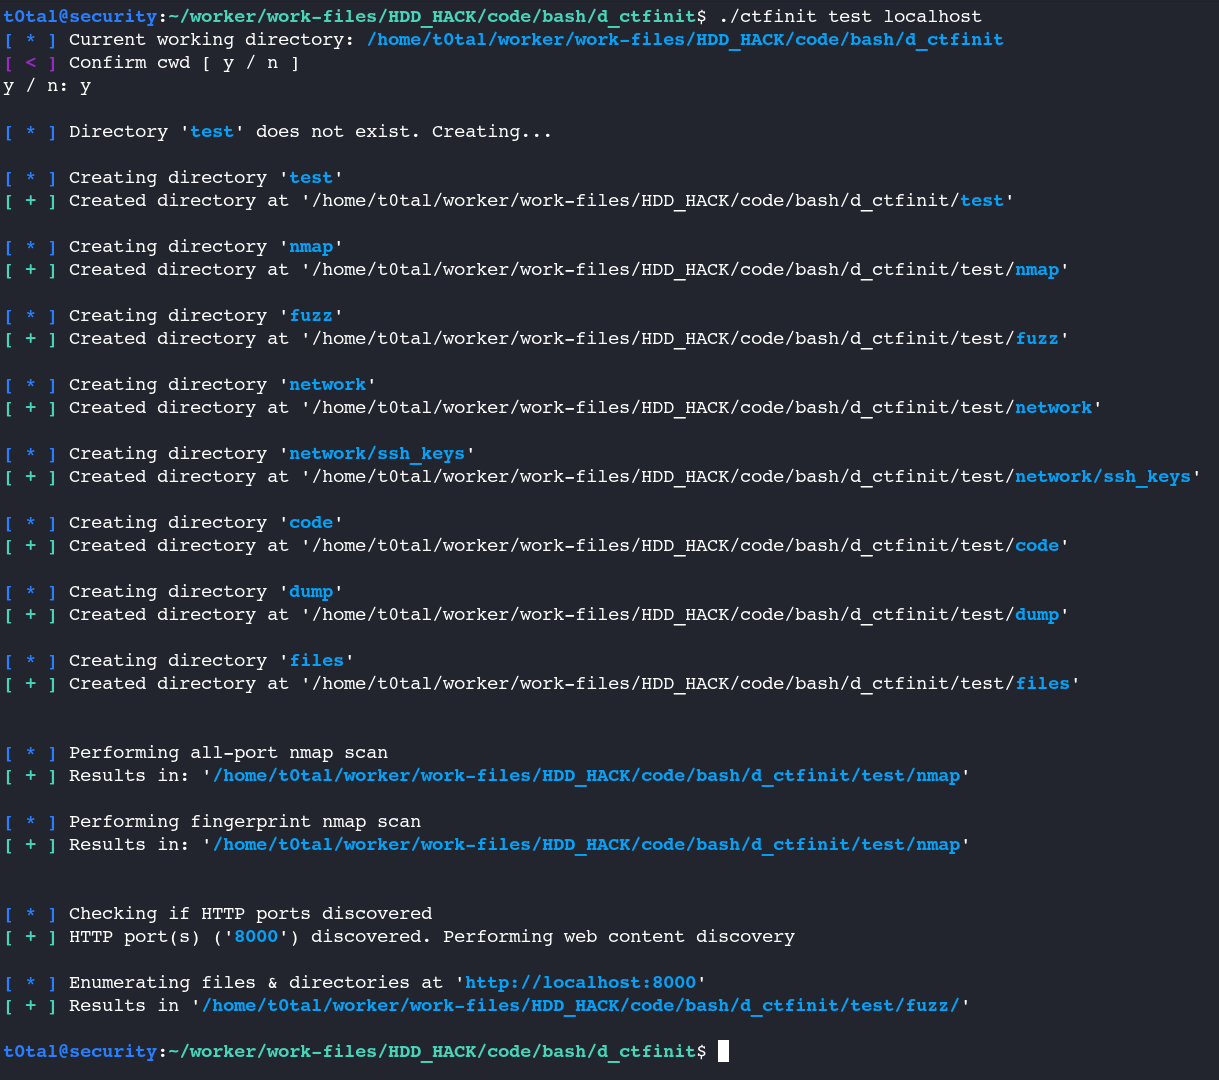 t0tal@security:~/worker/work-files/HDD_HACK/code/bash/d_ctfinit$ ./ctfinit test localhost
[ * ] Current working directory: /home/t0tal/worker/work-files/HDD_HACK/code/bash/d_ctfinit
[ < ] Confirm cwd [ y / n ]
y / n: y
[ * ] Directory 'test' does not exist. Creating...
[ * ] Creating directory 'test'
[ + ] Created directory at '/home/t0tal/worker/work-files/HDD_HACK/code/bash/d_ctfinit/test'
[ * ] Creating directory 'nmap'
[ + ] Created directory at '/home/t0tal/worker/work-files/HDD_HACK/code/bash/d_ctfinit/test/nmap'
[ * ] Creating directory 'fuzz'
[ + ] Created directory at '/home/t0tal/worker/work-files/HDD_HACK/code/bash/d_ctfinit/test/fuzz'
[ * ] Creating directory 'network'
[ + ] Created directory at '/home/t0tal/worker/work-files/HDD_HACK/code/bash/d_ctfinit/test/network'
[ * ] Creating directory 'network/ssh_keys'
[ + ] Created directory at '/home/t0tal/worker/work-files/HDD_HACK/code/bash/d_ctfinit/test/network/ssh_keys'
[ * ] Creating directory 'code'
[ + ] Created directory at '/home/t0tal/worker/work-files/HDD_HACK/code/bash/d_ctfinit/test/code'
[ * ] Creating directory 'dump'
[ + ] Created directory at '/home/t0tal/worker/work-files/HDD_HACK/code/bash/d_ctfinit/test/dump'
[ * ] Creating directory 'files'
[ + ] Created directory at '/home/t0tal/worker/work-files/HDD_HACK/code/bash/d_ctfinit/test/files'
[ * ] Performing all-port nmap scan
[ + ] Results in: '/home/t0tal/worker/work-files/HDD_HACK/code/bash/d_ctfinit/test/nmap'
[ * ] Performing fingerprint nmap scan
[ + ] Results in: '/home/t0tal/worker/work-files/HDD_HACK/code/bash/d_ctfinit/test/nmap'
[ * ] Checking if HTTP ports discovered
[ + ] HTTP port(s) ('8000') discovered. Performing web content discovery
[ * ] Enumerating files & directories at 'http://localhost:8000'
[ + ] Results in '/home/t0tal/worker/work-files/HDD_HACK/code/bash/d_ctfinit/test/fuzz/'
t0tal@security:~/worker/work-files/HDD_HACK/code/bash/d_ctfinit$